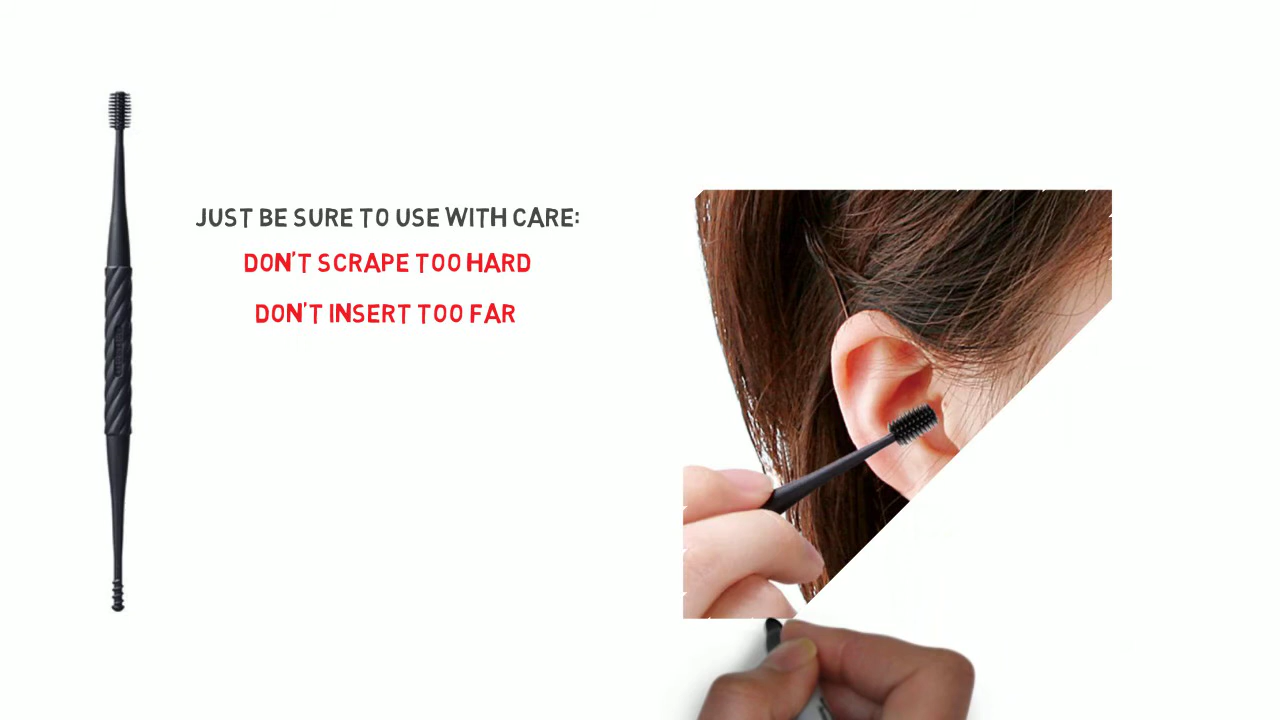 JUST BE SURE TO USE WITH CARE:
DON'T SCRAPE TOO HARD
DON'T INSERT TOO FAR